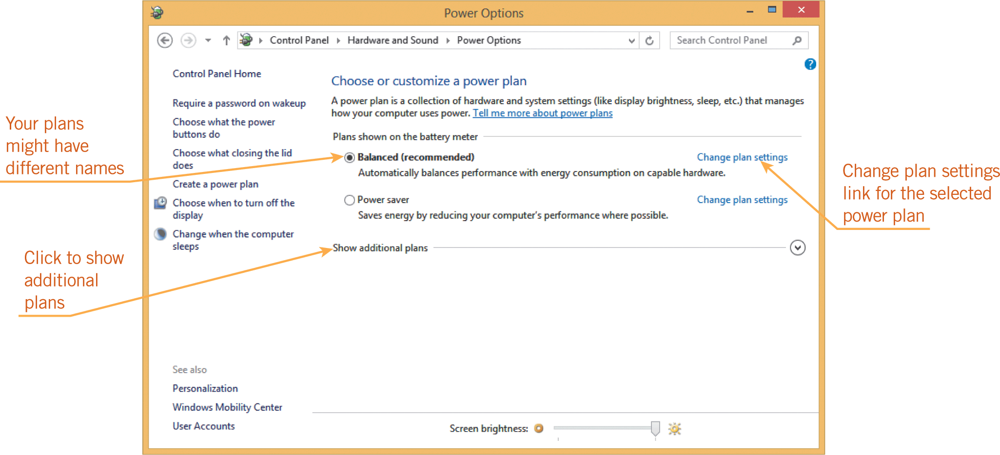 Power Options
Control Panel
Hardware and Sound
Power Options
Search Control Panel
?
Control Panel Home
Require a password on wakeup
Choose what the power
buttons do
Choose what closing the lid
does
Create a power plan
Choose when to turn off the
display
Change when the computer
sleeps
See also
Personalization
Windows Mobility Center
User Accounts
Choose or customize a power plan
A power plan is a collection of hardware and system settings (like display brightness, sleep, etc.) that manages
how your computer uses power. Tell me more about power plans
Plans shown on the battery meter
Balanced (recommended)
Change plan settings
Automatically balances performance with energy consumption on capable hardware.
Power saver
Change plan settings
Saves energy by reducing your computer's performance where possible.
Show additional plans
Screen brightness:
Your plans
might have
different names
Click to show
additional
plans
Change plan settings
link for the selected
power plan